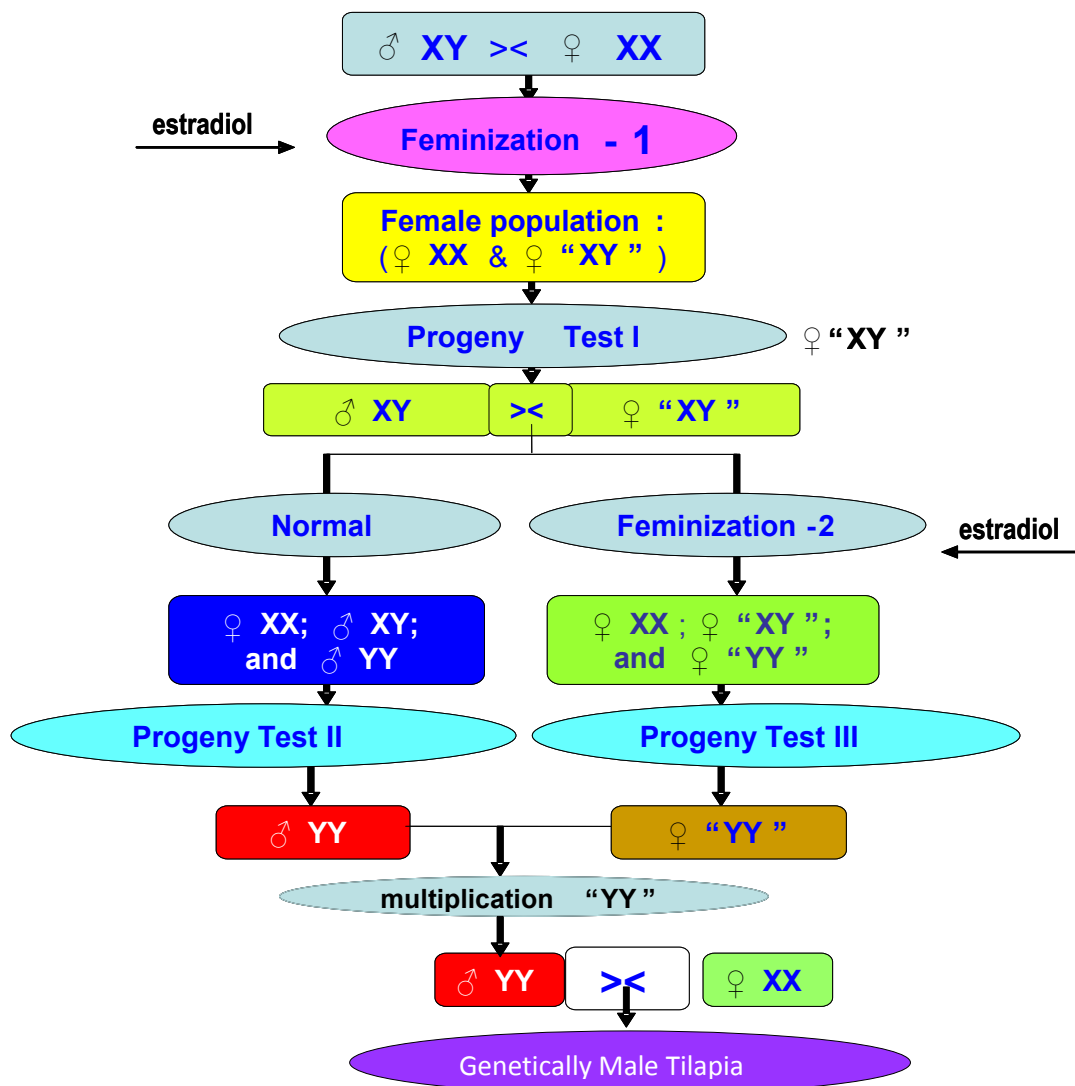 ♂ XY >< ♀ XX
estradiol
Feminization - 1
Female population :
(♀ XX & ♀ “XY ” )
Progeny Test I
♀ “XY ”
♂ XY >< ♀ “XY ”
Normal
Feminization -2
estradiol
♀ XX; ♂ XY;
and ♂ YY
♀ XX ; ♀ “XY ”;
and ♀ “YY ”
Progeny Test II
Progeny Test III
♂ YY
♀ “YY ”
multiplication “YY”
♂ YY >< ♀ XX
Genetically Male Tilapia